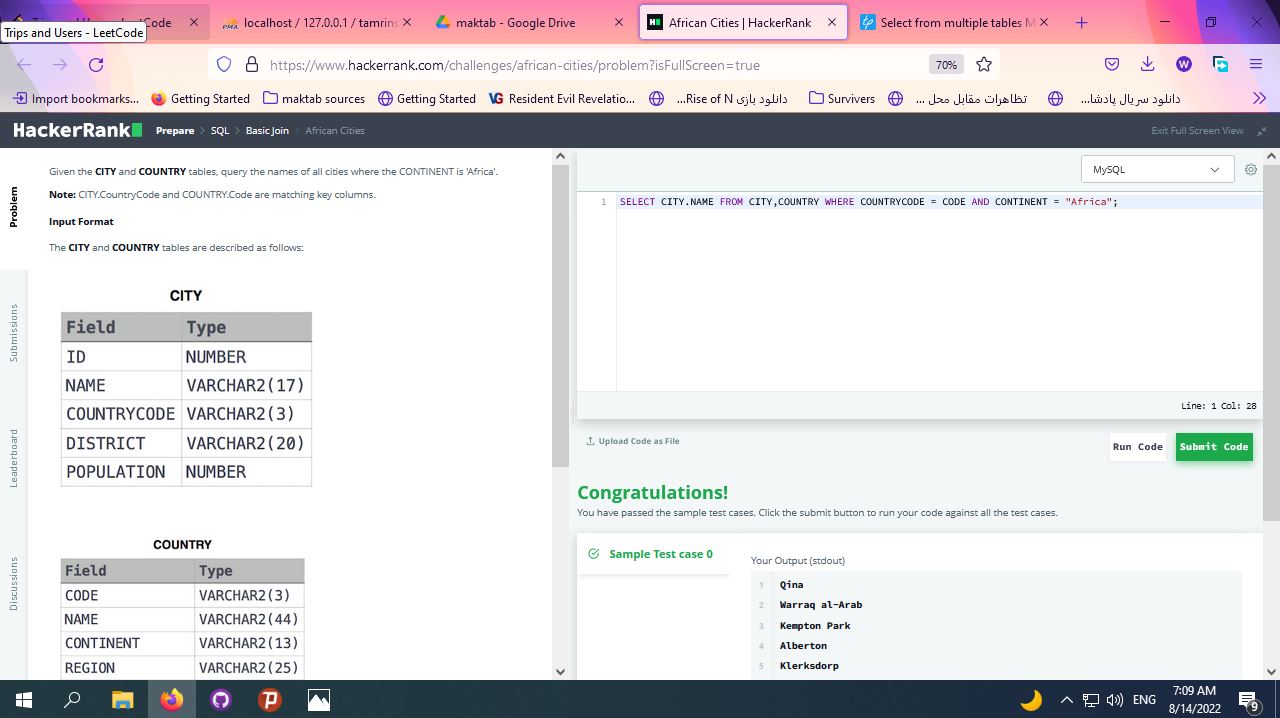 LeetCode
localhost / 127.0.0.1 / tamrins
maktab - Google Drive
African Cities | HackerRank
Select from multiple tables M
Trips and Users - LeetCode
https://www.hackerrank.com/challenges/african-cities/problem?isFullScreen=true
70%
Import bookmarks...
Getting Started
maktab sources
Getting Started
Resident Evil Revelatio...
دانلود بازی Rise of N...
Survivers
تظاهرات مقابل محل ...
دانلود سریال پادشا...
HackerRank
Prepare > SQL > Basic Join > African Cities
Exit Full Screen View
Problem
Submissions
Leaderboard
Discussions
Given the CITY and COUNTRY tables, query the names of all cities where the CONTINENT is 'Africa'.
Note: CITY.CountryCode and COUNTRY.Code are matching key columns.
Input Format
The CITY and COUNTRY tables are described as follows:
CITY
Field Type
ID NUMBER
NAME VARCHAR2(17)
COUNTRYCODE VARCHAR2(3)
DISTRICT VARCHAR2(20)
POPULATION NUMBER
COUNTRY
Field Type
CODE VARCHAR2(3)
NAME VARCHAR2(44)
CONTINENT VARCHAR2(13)
REGION VARCHAR2(25)
MySQL
1 SELECT CITY.NAME FROM CITY,COUNTRY WHERE COUNTRYCODE = CODE AND CONTINENT = "Africa";
Line: 1 Col: 28
Upload Code as File
Run Code
Submit Code
Congratulations!
You have passed the sample test cases. Click the submit button to run your code against all the test cases.
Sample Test case 0
Your Output (stdout)
1 Qina
2 Warraq al-Arab
3 Kempton Park
4 Alberton
5 Klerksdorp
ENG
7:09 AM
8/14/2022
9